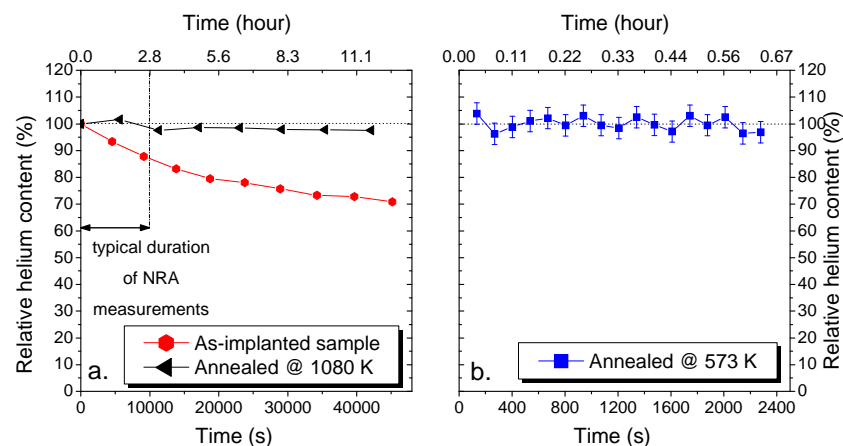 Time (hour)
0.0 2.8 5.6 8.3 11.1
120
110
100
90
80
70
60
50
40
30
20
10
0
Relative helium content (%)
typical duration
of NRA
measurements
As-implanted sample
Annealed @ 1080 K
a.
0 10000 20000 30000 40000
Time (s)
Time (hour)
0.00 0.11 0.22 0.33 0.44 0.56 0.67
Annealed @ 573 K
b.
120
110
100
90
80
70
60
50
40
30
20
10
0
Relative helium content (%)
0 400 800 1200 1600 2000 2400
Time (s)